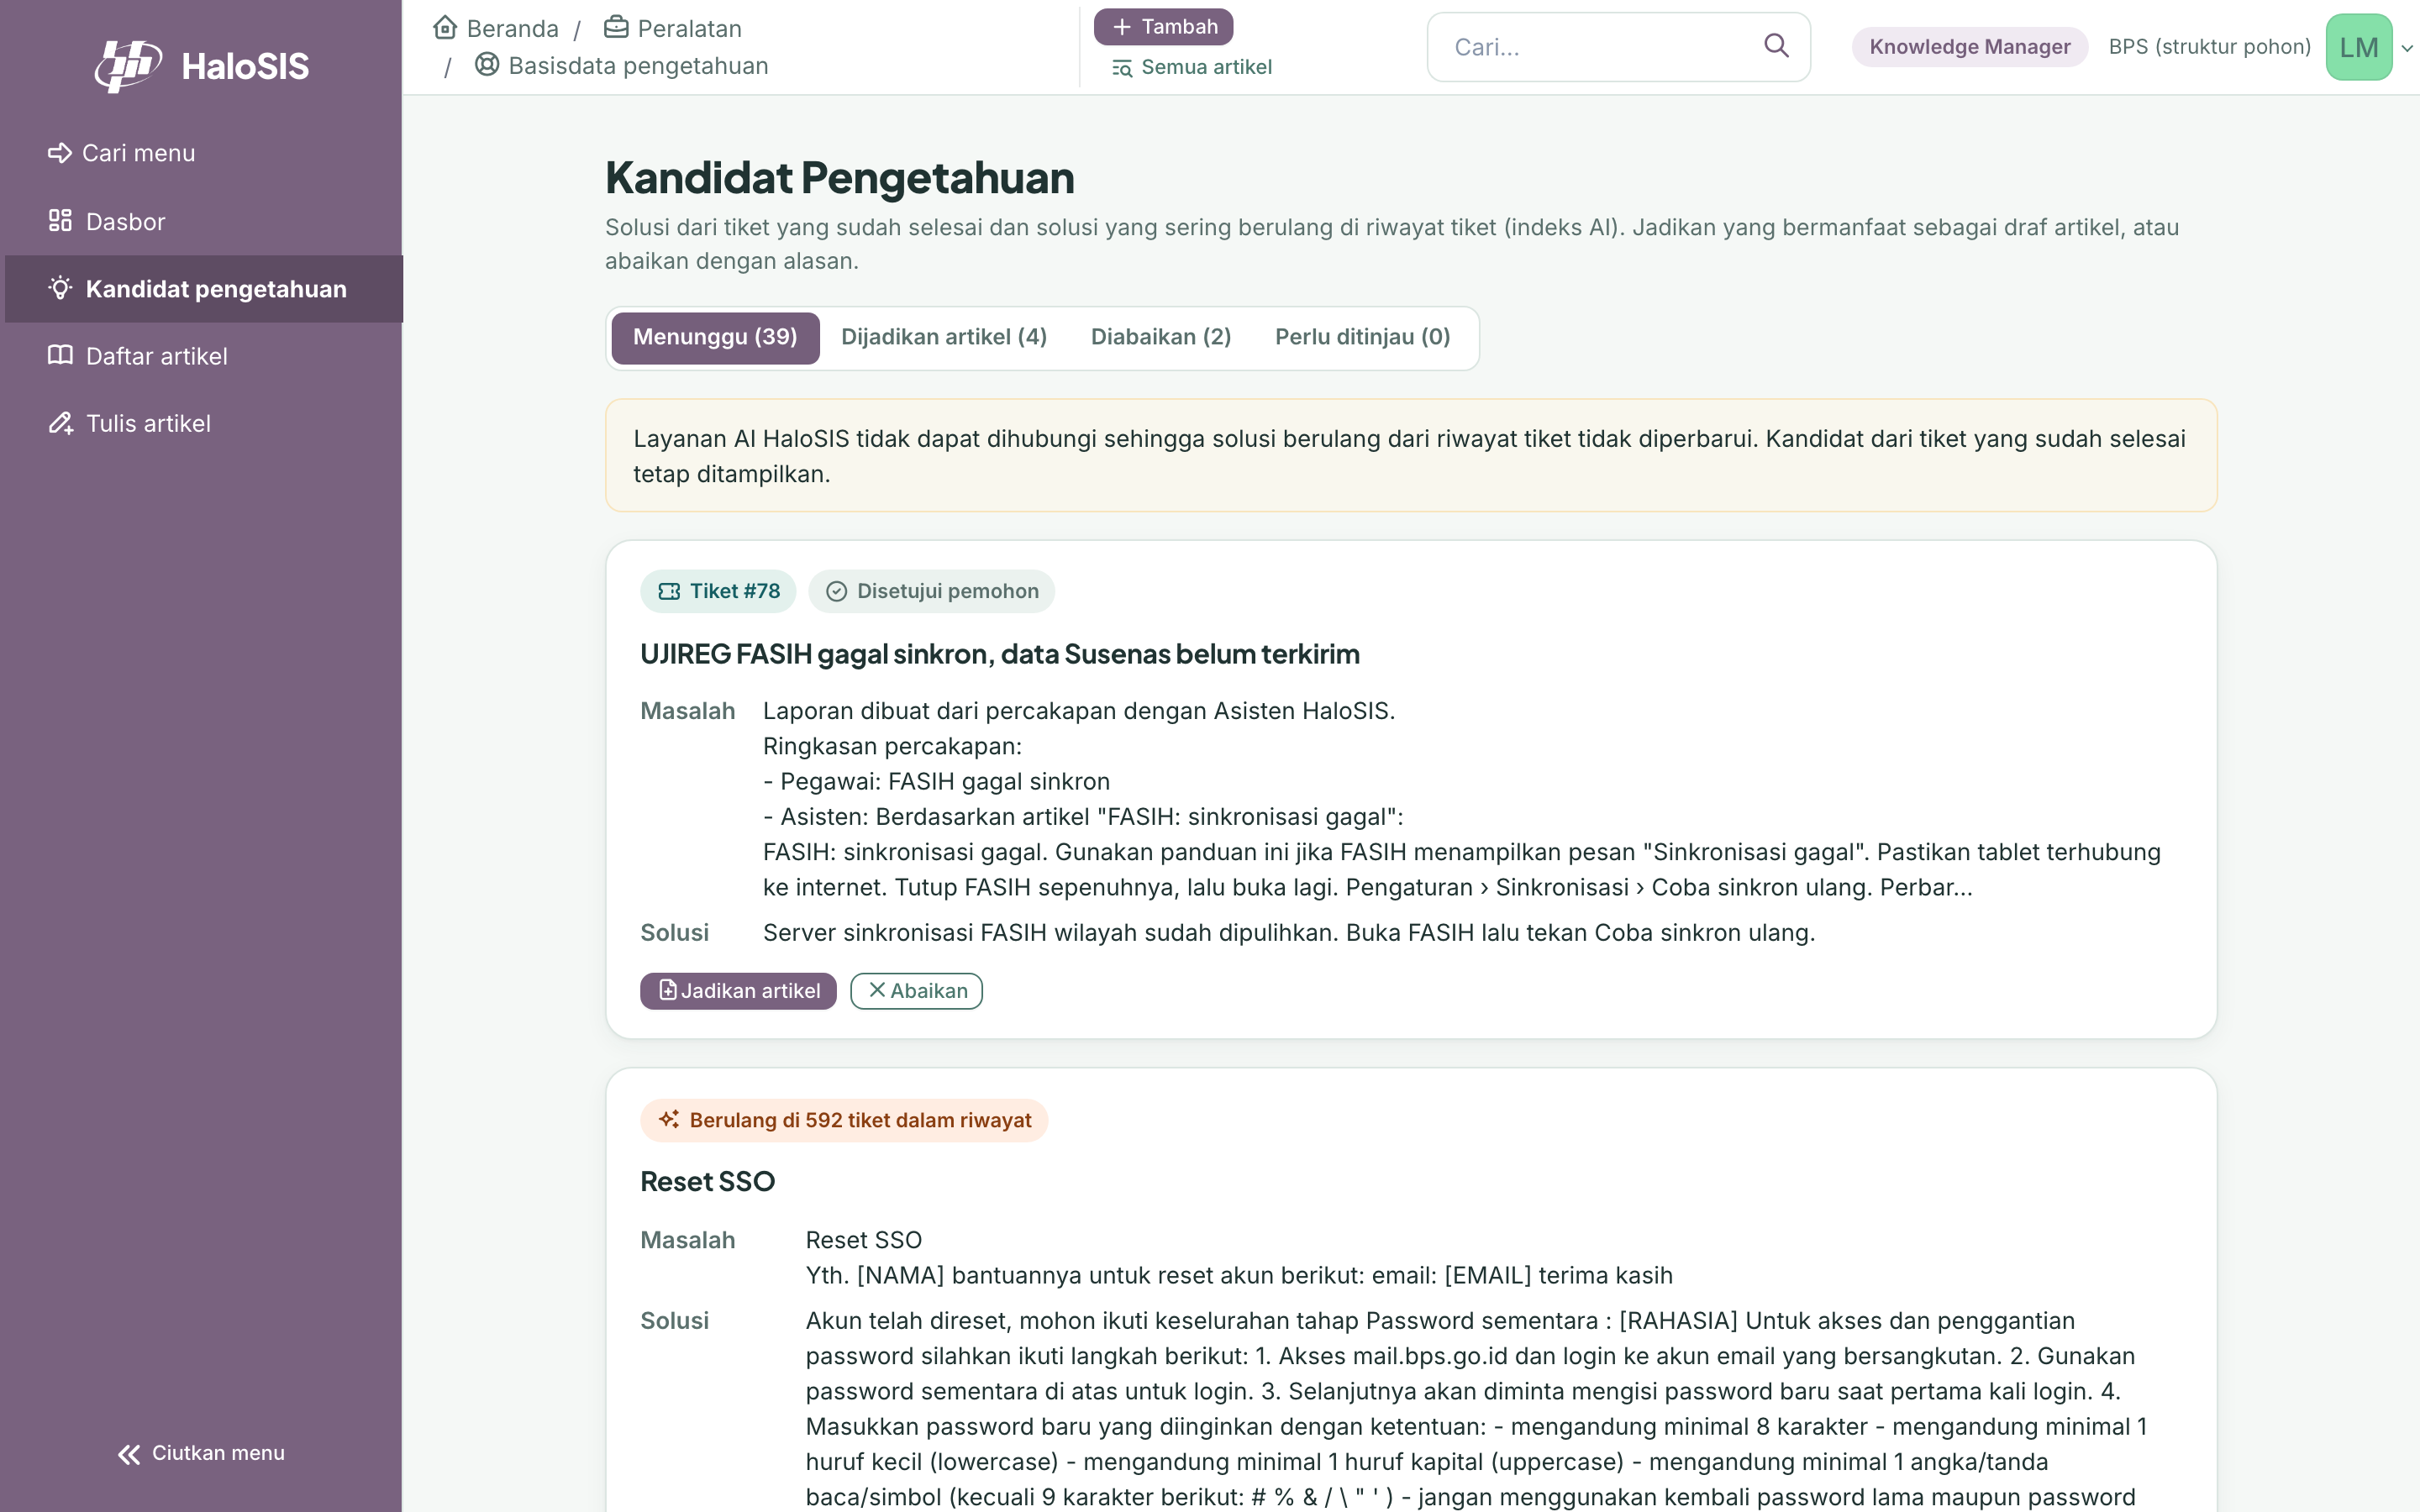 HaloSIS
Cari menu
Dasbor
Kandidat pengetahuan
Daftar artikel
Tulis artikel
Ciutkan menu
Beranda / Peralatan
/ Basisdata pengetahuan
+ Tambah
Semua artikel
Cari...
Knowledge Manager
BPS (struktur pohon)
LM
Kandidat Pengetahuan
Solusi dari tiket yang sudah selesai dan solusi yang sering berulang di riwayat tiket (indeks AI). Jadikan yang bermanfaat sebagai draf artikel, atau
abaikan dengan alasan.
Menunggu (39)
Dijadikan artikel (4)
Diabaikan (2)
Perlu ditinjau (0)
Layanan AI HaloSIS tidak dapat dihubungi sehingga solusi berulang dari riwayat tiket tidak diperbarui. Kandidat dari tiket yang sudah selesai
tetap ditampilkan.
Tiket #78
Disetujui pemohon
UJIREG FASIH gagal sinkron, data Susenas belum terkirim
Masalah
Laporan dibuat dari percakapan dengan Asisten HaloSIS.
Ringkasan percakapan:
- Pegawai: FASIH gagal sinkron
- Asisten: Berdasarkan artikel "FASIH: sinkronisasi gagal":
FASIH: sinkronisasi gagal. Gunakan panduan ini jika FASIH menampilkan pesan "Sinkronisasi gagal". Pastikan tablet terhubung
ke internet. Tutup FASIH sepenuhnya, lalu buka lagi. Pengaturan › Sinkronisasi › Coba sinkron ulang. Perbar...
Solusi
Server sinkronisasi FASIH wilayah sudah dipulihkan. Buka FASIH lalu tekan Coba sinkron ulang.
Jadikan artikel
Abaikan
Berulang di 592 tiket dalam riwayat
Reset SSO
Masalah
Reset SSO
Yth. [NAMA] bantuannya untuk reset akun berikut: email: [EMAIL] terima kasih
Solusi
Akun telah direset, mohon ikuti keselurahan tahap Password sementara : [RAHASIA] Untuk akses dan penggantian
password silahkan ikuti langkah berikut: 1. Akses mail.bps.go.id dan login ke akun email yang bersangkutan. 2. Gunakan
password sementara di atas untuk login. 3. Selanjutnya akan diminta mengisi password baru saat pertama kali login. 4.
Masukkan password baru yang diinginkan dengan ketentuan: - mengandung minimal 8 karakter - mengandung minimal 1
huruf kecil (lowercase) - mengandung minimal 1 huruf kapital (uppercase) - mengandung minimal 1 angka/tanda
baca/simbol (kecuali 9 karakter berikut: # % & / \ " ' ) - jangan menggunakan kembali password lama maupun password